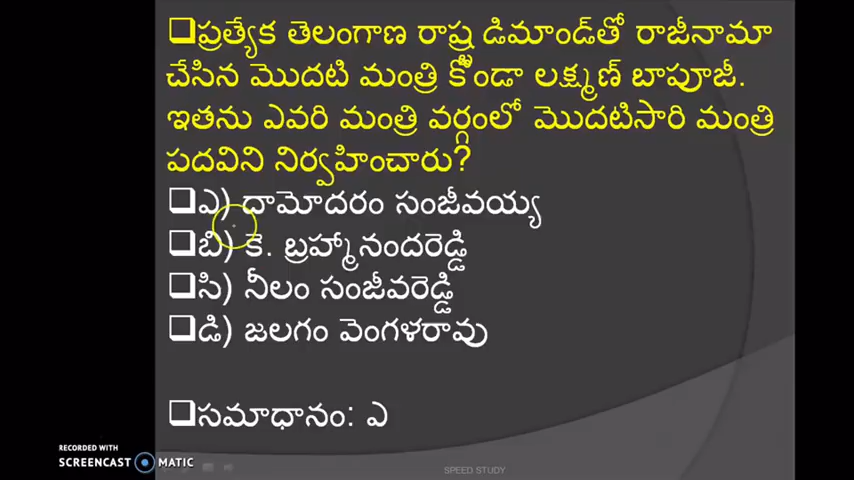 ❑ప్రత్యేక తెలంగాణ రాష్ట్ర డిమాండ్‌తో రాజీనామా
చేసిన మొదటి మంత్రి కొండా లక్ష్మణ్ బాపూజీ.
ఇతను ఎవరి మంత్రి వర్గంలో మొదటిసారి మంత్రి
పదవిని నిర్వహించారు?
❑ఎ) దామోదరం సంజీవయ్య
❑బి) కె. బ్రహ్మానందరెడ్డి
❑సి) నీలం సంజీవరెడ్డి
❑డి) జలగం వెంగళరావు
❑సమాధానం: ఎ
RECORDED WITH
SCREENCAST MATIC
SPEED STUDY